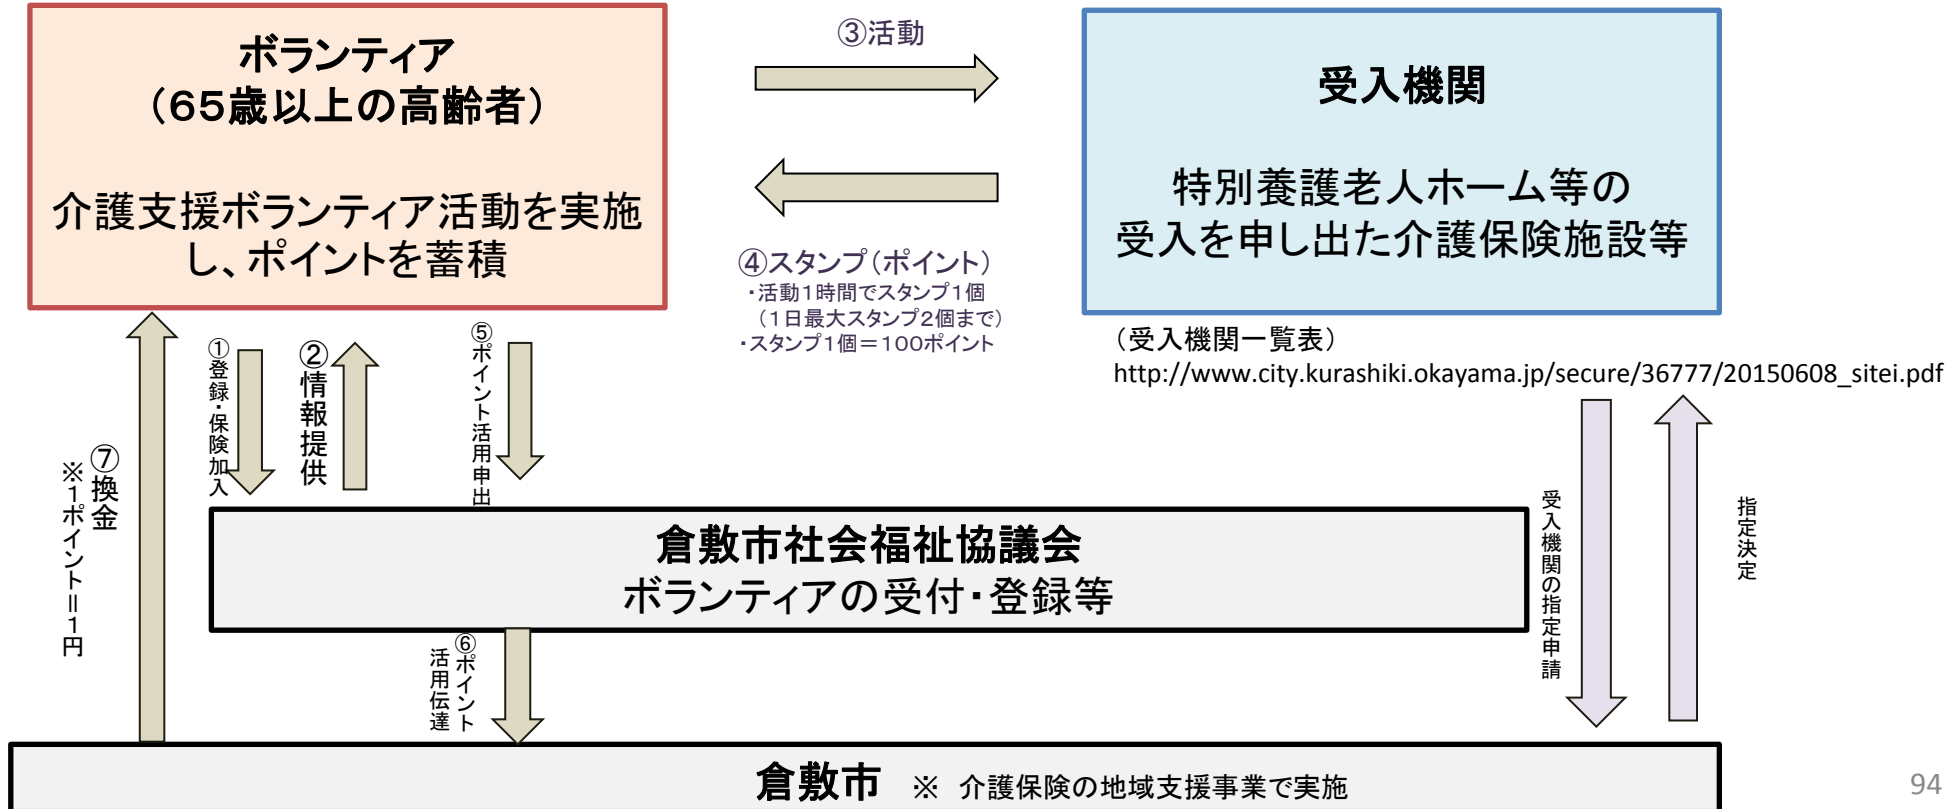 ボランティア
（６５歳以上の高齢者）
介護支援ボランティア活動を実施
し、ポイントを蓄積
③活動
④スタンプ（ポイント）
・活動１時間でスタンプ１個
（１日最大スタンプ２個まで）
・スタンプ１個＝１００ポイント
受入機関
特別養護老人ホーム等の
受入を申し出た介護保険施設等
（受入機関一覧表）
http://www.city.kurashiki.okayama.jp/secure/36777/20150608_sitei.pdf
①登録・保険加入
②情報提供
⑤ポイント活用申出
⑦換金
※１ポイント＝１円
倉敷市社会福祉協議会
ボランティアの受付・登録等
⑥ポイント
活用伝達
受入機関の指定申請
指定決定
倉敷市 ※ 介護保険の地域支援事業で実施
94